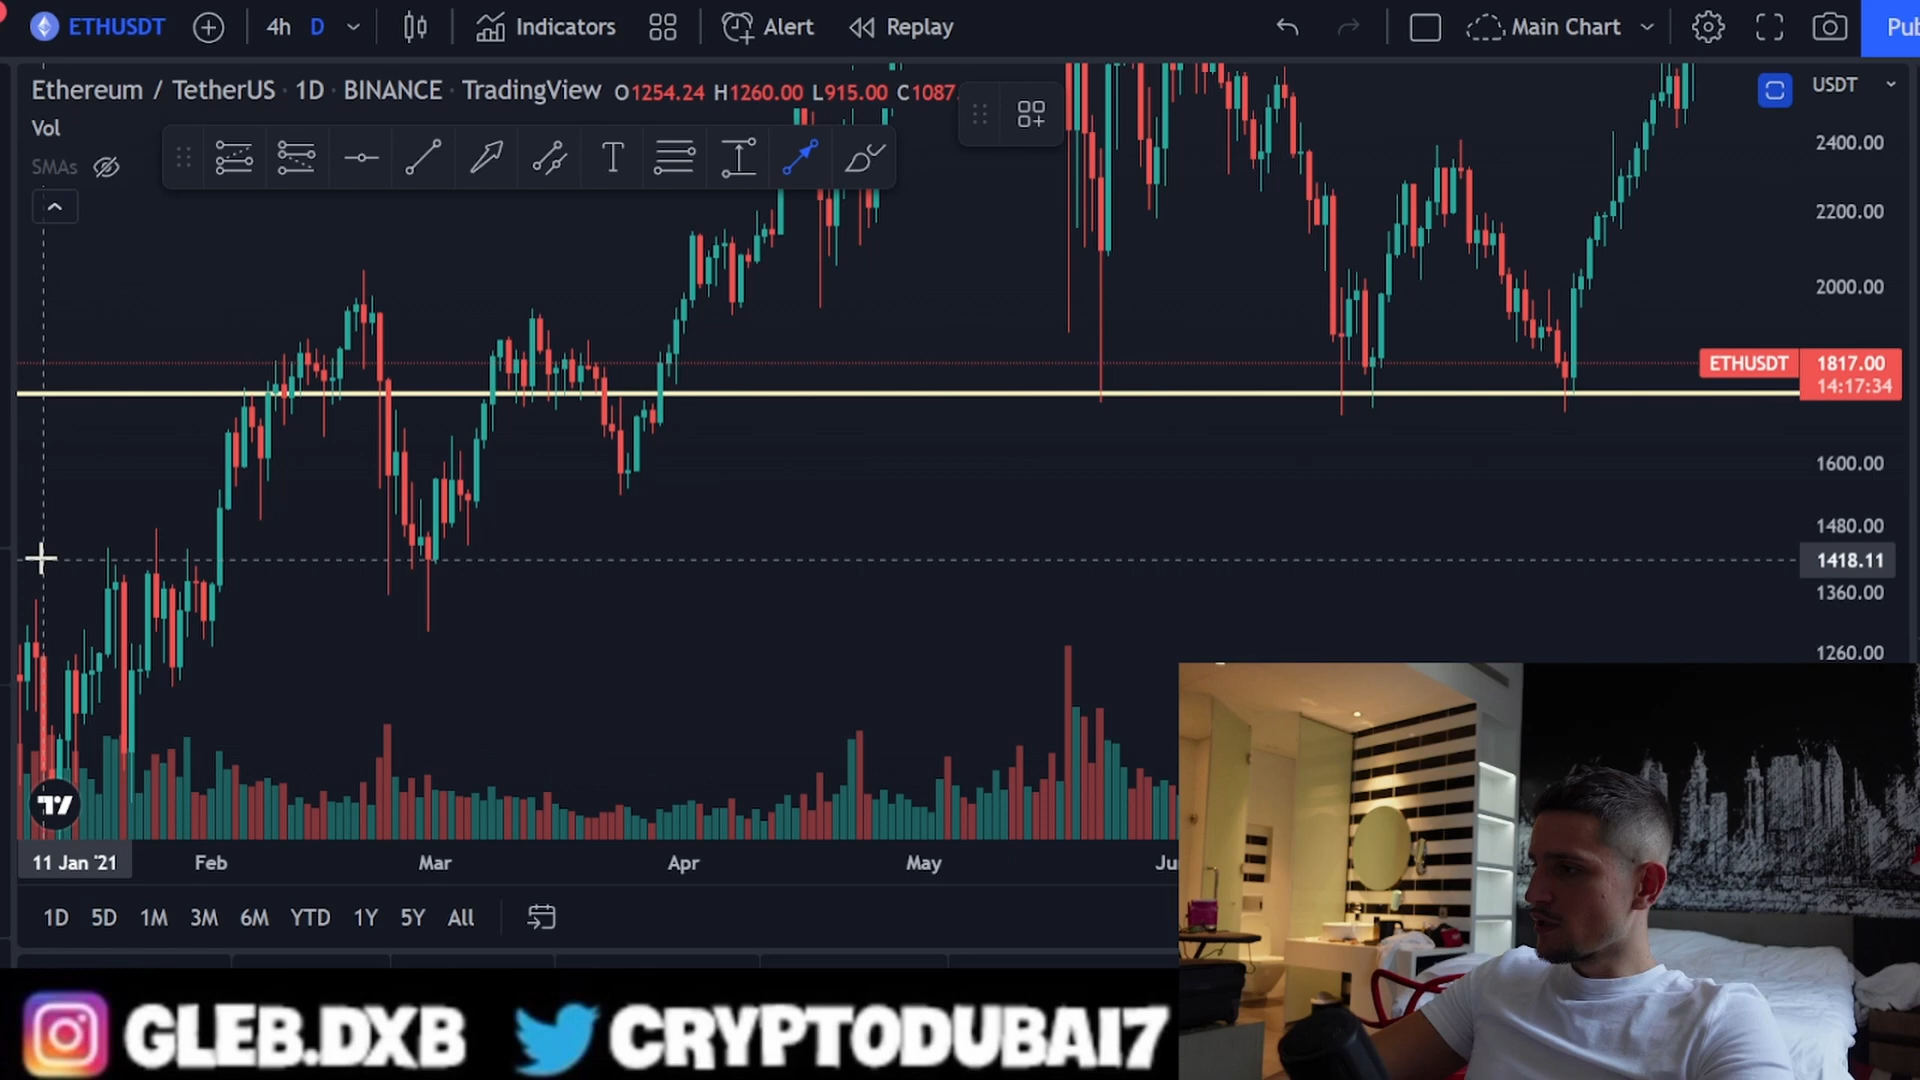 ETHUSDT 4h D Indicators Alert Replay Main Chart Pub
Ethereum / TetherUS · 1D · BINANCE · TradingView O1254.24 H1260.00 L915.00 C1087. USDT
Vol
SMAs
2400.00
2200.00
2000.00
ETHUSDT 1817.00
14:17:34
1600.00
1480.00
1418.11
1360.00
1260.00
11 Jan '21 Feb Mar Apr May Ju
1D 5D 1M 3M 6M YTD 1Y 5Y All
GLEB.DXB CRYPTODUBAI7